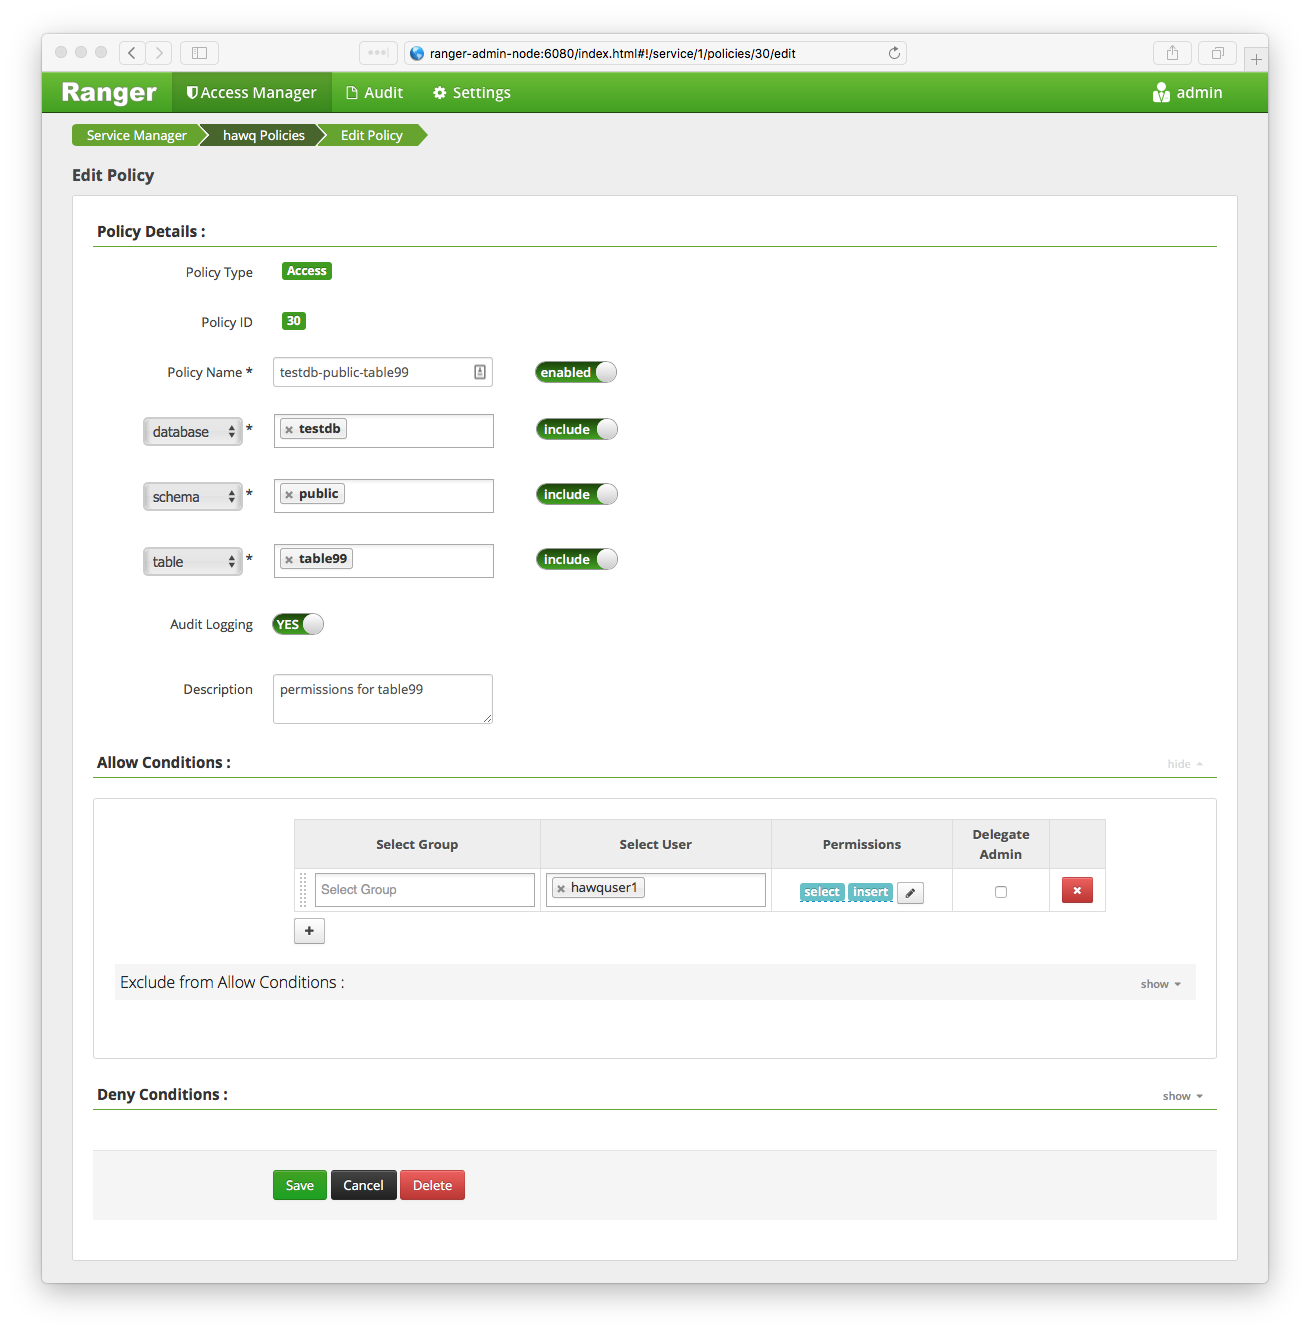 ranger-admin-node:6080/index.html#!/service/1/policies/30/edit
Ranger Access Manager Audit Settings admin
Service Manager hawq Policies Edit Policy
Edit Policy
Policy Details :
Policy Type Access
Policy ID 30
Policy Name * testdb-public-table99 enabled
database * × testdb include
schema * × public include
table * × table99 include
Audit Logging YES
Description permissions for table99
Allow Conditions : hide
Select Group Select User Permissions Delegate Admin
Select Group × hawquser1 select insert ×
+
Exclude from Allow Conditions : show
Deny Conditions : show
Save Cancel Delete